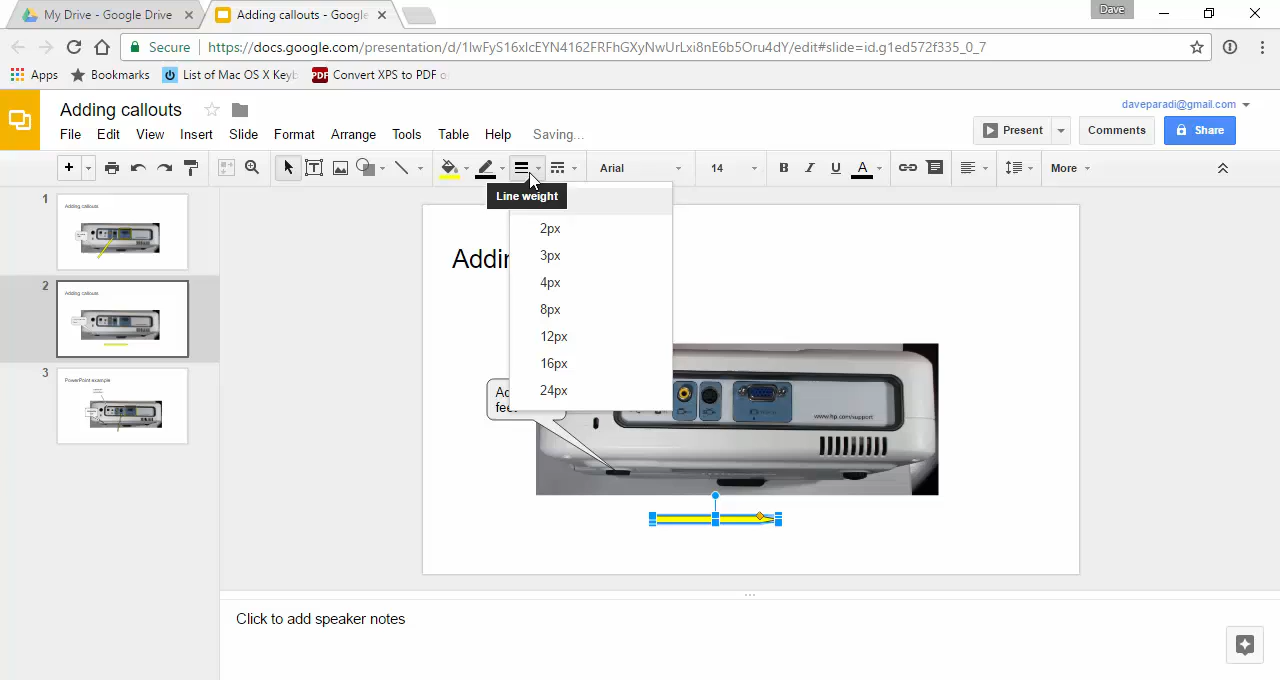 My Drive - Google Drive
Adding callouts - Google
Dave
Secure
https://docs.google.com/presentation/d/1IwFyS16xIcEYN4162FRFhGXyNwUrLxi8nE6b5Oru4dY/edit#slide=id.g1ed572f335_0_7
Apps
Bookmarks
List of Mac OS X Keyb
PDF
Convert XPS to PDF o
Adding callouts
daveparadi@gmail.com
File Edit View Insert Slide Format Arrange Tools Table Help Saving...
Present
Comments
Share
Arial
14
B I U A
More
Line weight
2px
3px
4px
8px
12px
16px
24px
1
Adding callouts
2
Adding callouts
3
PowerPoint example
Addin
www.hp.com/support
Click to add speaker notes